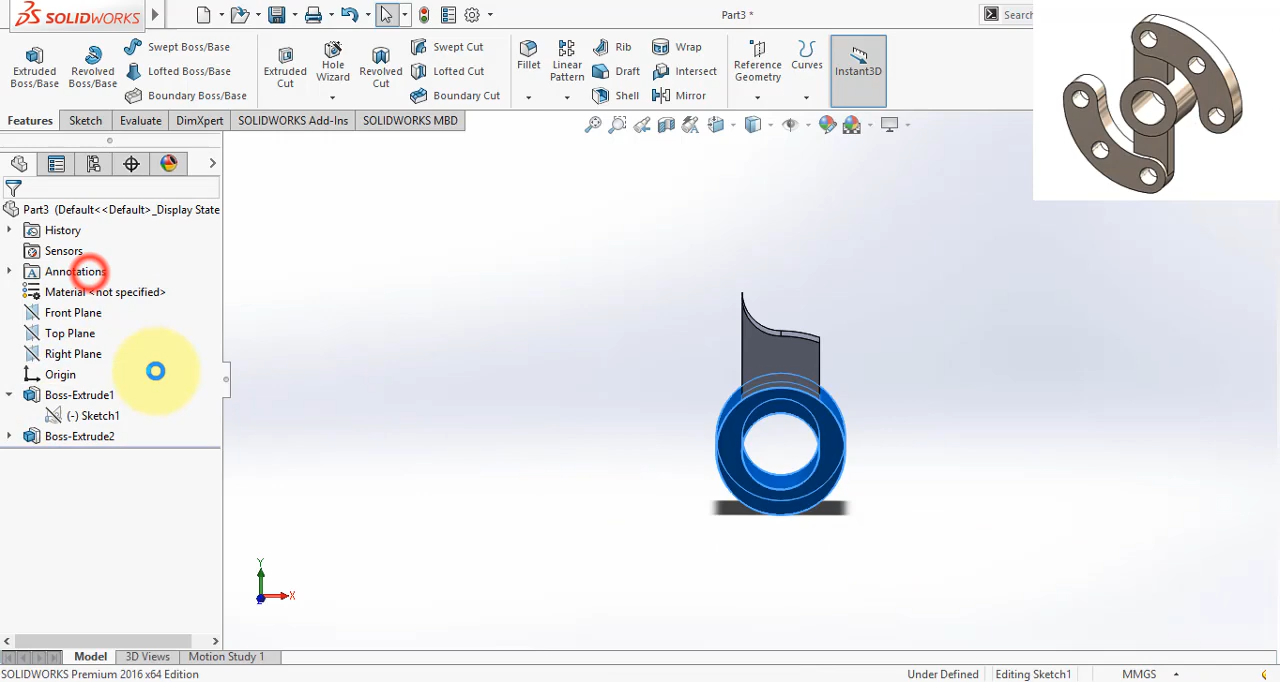 SOLIDWORKS
Part3 *
Search
Extruded Boss/Base
Revolved Boss/Base
Swept Boss/Base
Lofted Boss/Base
Boundary Boss/Base
Extruded Cut
Hole Wizard
Revolved Cut
Swept Cut
Lofted Cut
Boundary Cut
Fillet
Linear Pattern
Rib
Draft
Shell
Wrap
Intersect
Mirror
Reference Geometry
Curves
Instant3D
Features
Sketch
Evaluate
DimXpert
SOLIDWORKS Add-Ins
SOLIDWORKS MBD
Part3 (Default<<Default>_Display State
History
Sensors
A Annotations
Material <not specified>
Front Plane
Top Plane
Right Plane
Origin
Boss-Extrude1
(-) Sketch1
Boss-Extrude2
Y
X
Z
Model
3D Views
Motion Study 1
SOLIDWORKS Premium 2016 x64 Edition
Under Defined
Editing Sketch1
MMGS